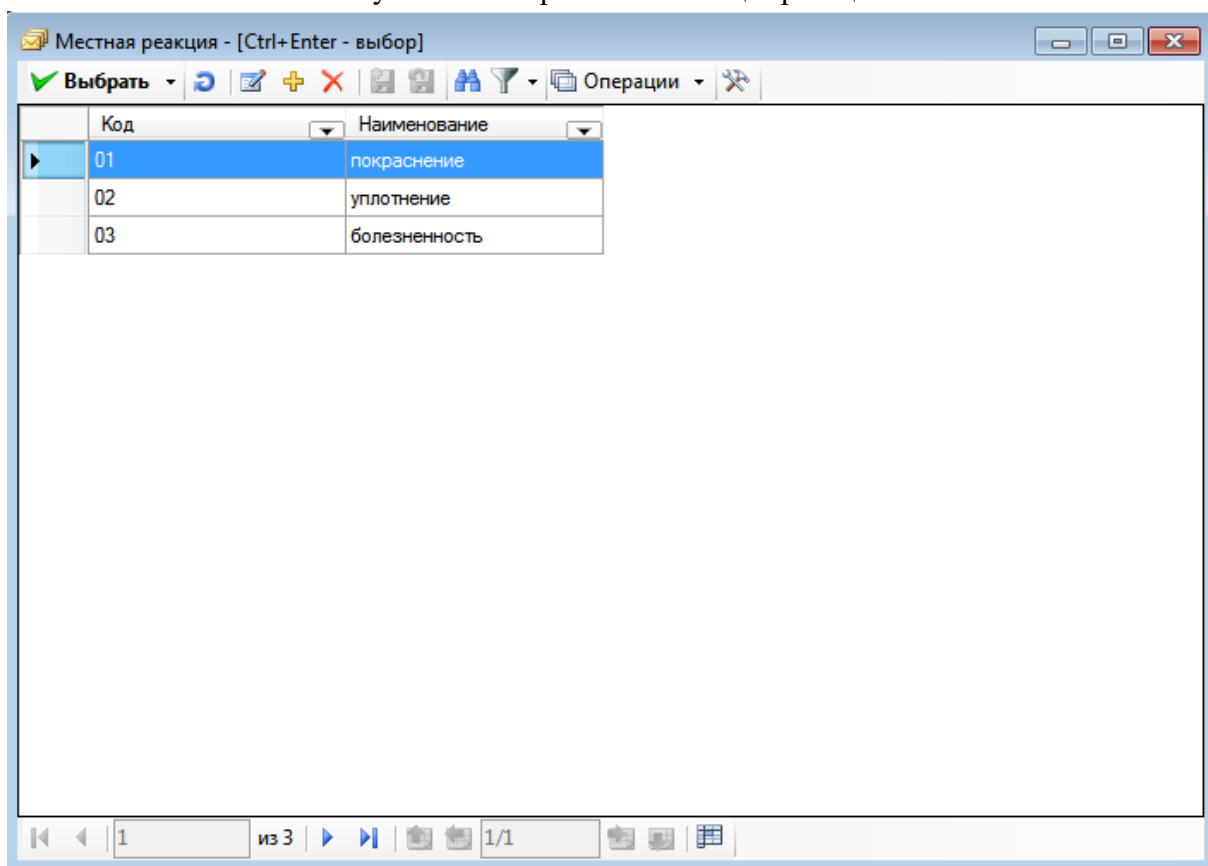 Местная реакция - [Ctrl+Enter - выбор]
Выбрать Операции
Код Наименование
01 покраснение
02 уплотнение
03 болезненность
1 из 3 1/1